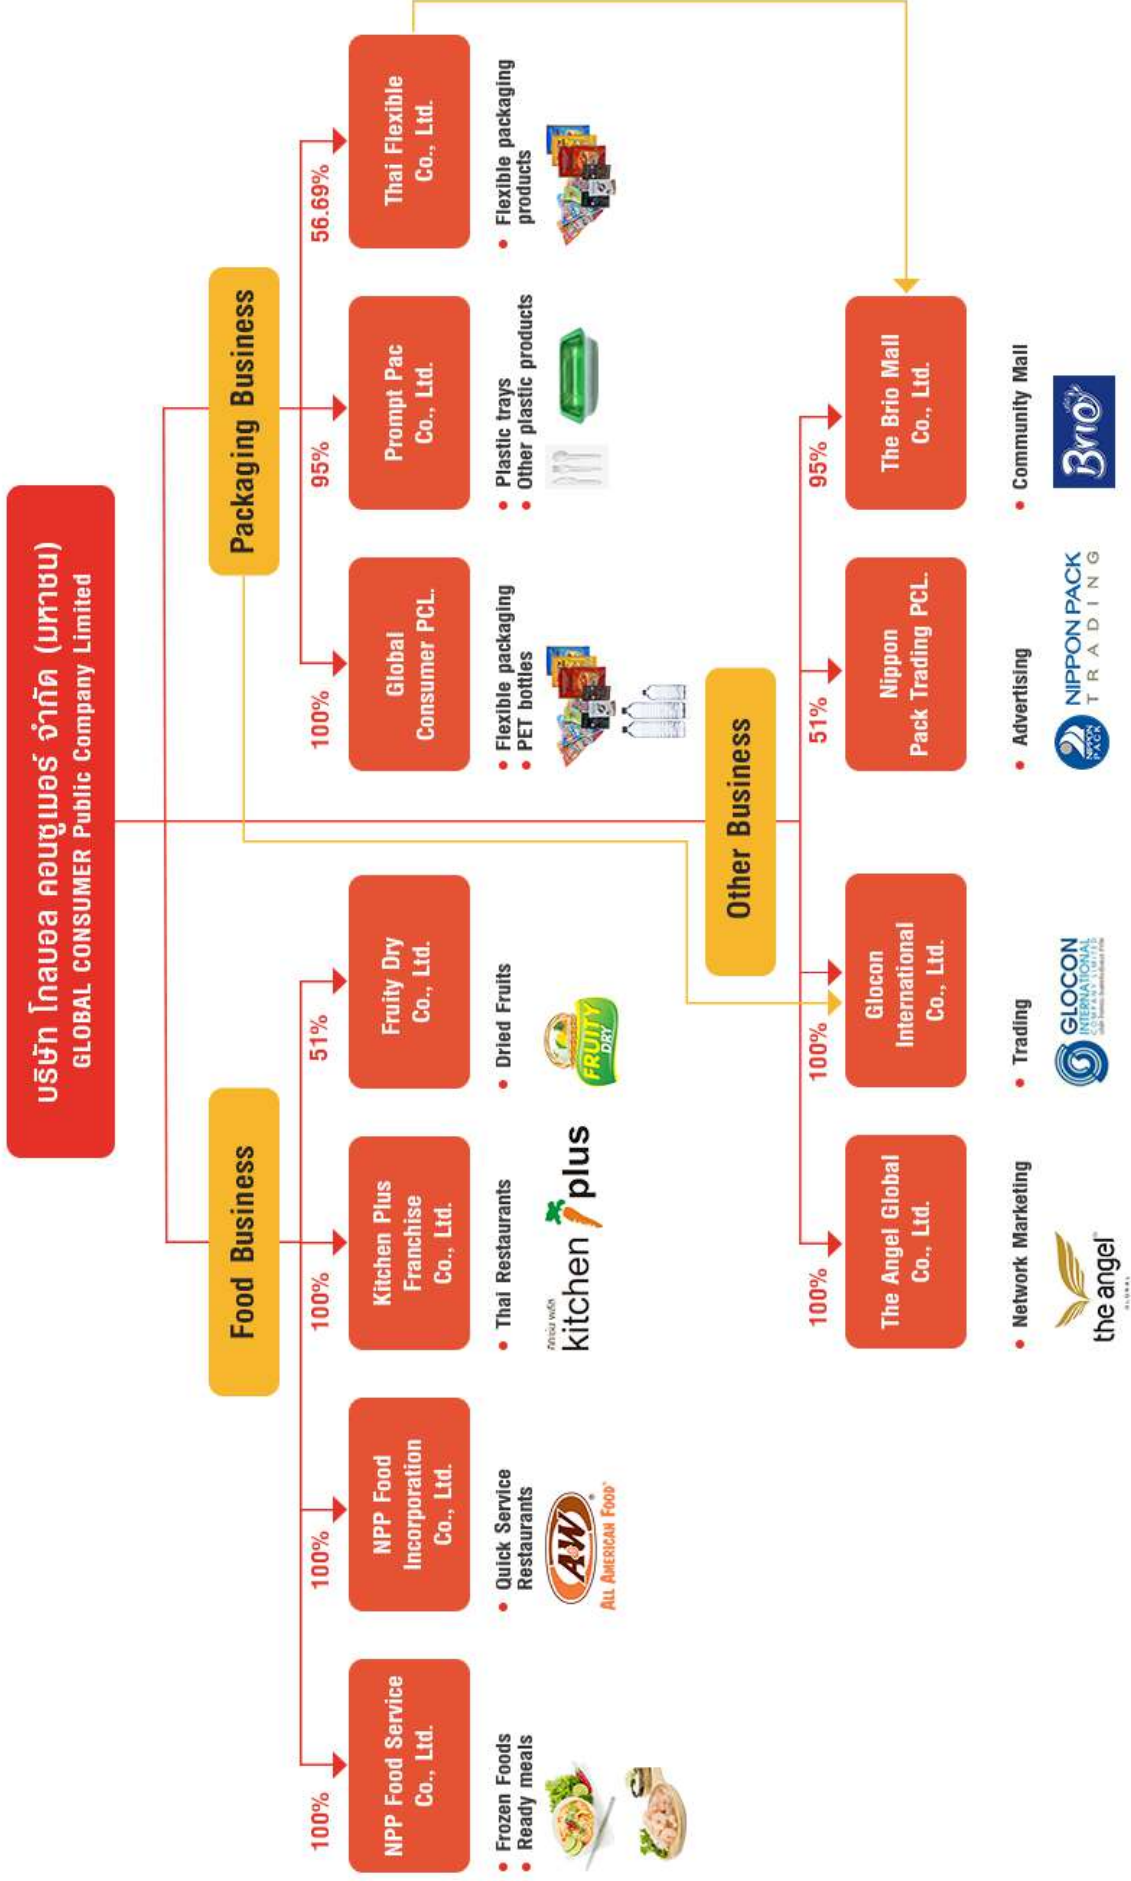 บริษัท โกลบอล คอนซูเมอร์ จำกัด (มหาชน)
GLOBAL CONSUMER Public Company Limited
Food Business
Packaging Business
100%
100%
100%
51%
100%
95%
56.69%
NPP Food Service
Co., Ltd.
NPP Food
Incorporation
Co., Ltd.
Kitchen Plus
Franchise
Co., Ltd.
Fruity Dry
Co., Ltd.
Global
Consumer PCL.
Prompt Pac
Co., Ltd.
Thai Flexible
Co., Ltd.
• Frozen Foods
• Ready meals
• Quick Service
Restaurants
A&W
ALL AMERICAN FOOD
• Thai Restaurants
kitchen plus
• Dried Fruits
FRUITY
DRY
• Flexible packaging
• PET bottles
• Plastic trays
• Other plastic products
• Flexible packaging
products
Other Business
100%
100%
51%
95%
The Angel Global
Co., Ltd.
Glocon
International
Co., Ltd.
Nippon
Pack Trading PCL.
The Brio Mall
Co., Ltd.
• Network Marketing
the angel
GLOBAL
• Trading
GLOCON
INTERNATIONAL
COMPANY LIMITED
• Advertising
NIPPON
PACK
NIPPON PACK
TRADING
• Community Mall
Brio